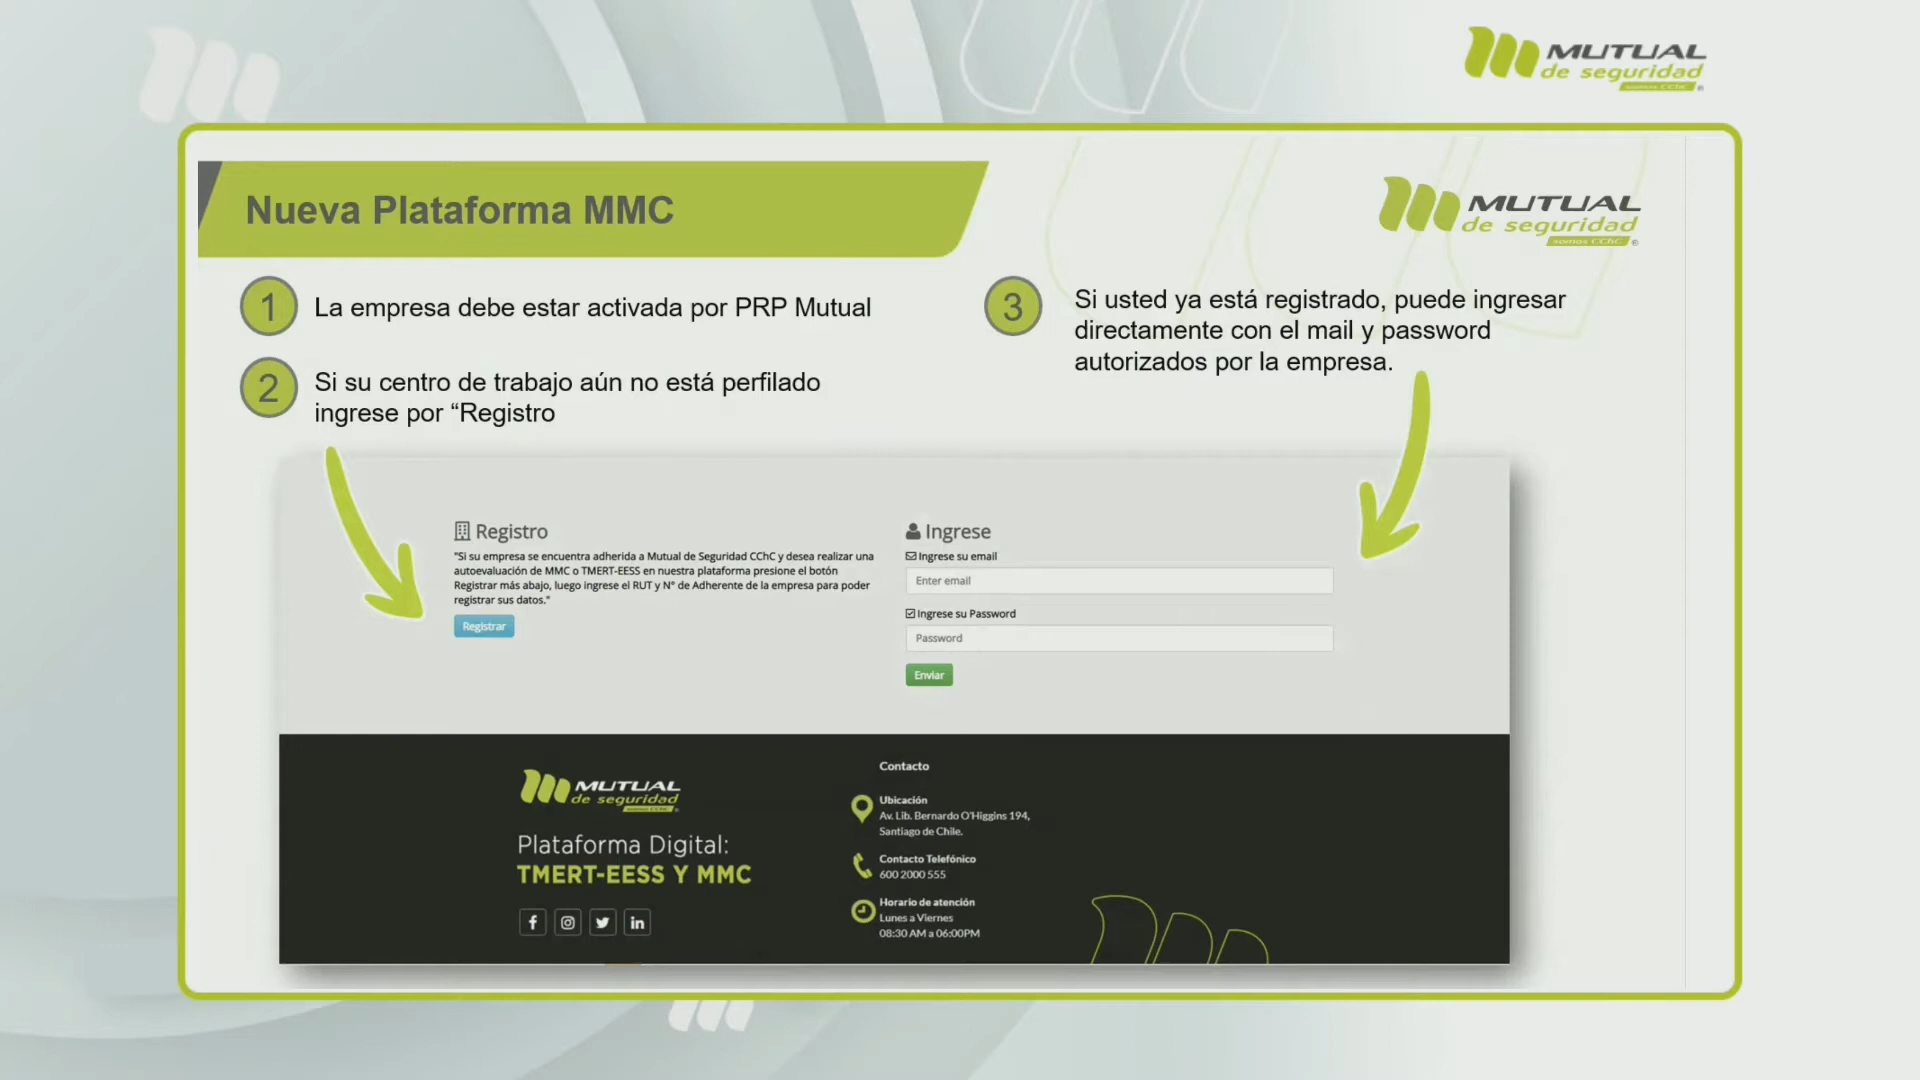 MUTUAL
de seguridad
somos CChC
Nueva Plataforma MMC
MUTUAL
de seguridad
somos CChC
1
La empresa debe estar activada por PRP Mutual
2
Si su centro de trabajo aún no está perfilado
ingrese por “Registro
3
Si usted ya está registrado, puede ingresar
directamente con el mail y password
autorizados por la empresa.
Registro
"Si su empresa se encuentra adherida a Mutual de Seguridad CChC y desea realizar una
autoevaluación de MMC o TMERT-EESS en nuestra plataforma presione el botón
Registrar más abajo, luego ingrese el RUT y N° de Adherente de la empresa para poder
registrar sus datos."
Registrar
Ingrese
Ingrese su email
Enter email
Ingrese su Password
Password
Enviar
MUTUAL
de seguridad
somos CChC
Plataforma Digital:
TMERT-EESS Y MMC
Contacto
Ubicación
Av. Lib. Bernardo O'Higgins 194,
Santiago de Chile.
Contacto Telefónico
600 2000 555
Horario de atención
Lunes a Viernes
08:30 AM a 06:00PM